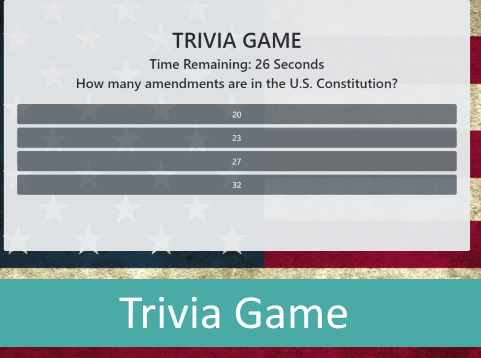 TRIVIA GAME
Time Remaining: 26 Seconds
How many amendments are in the U.S. Constitution?
20
23
27
32
Trivia Game